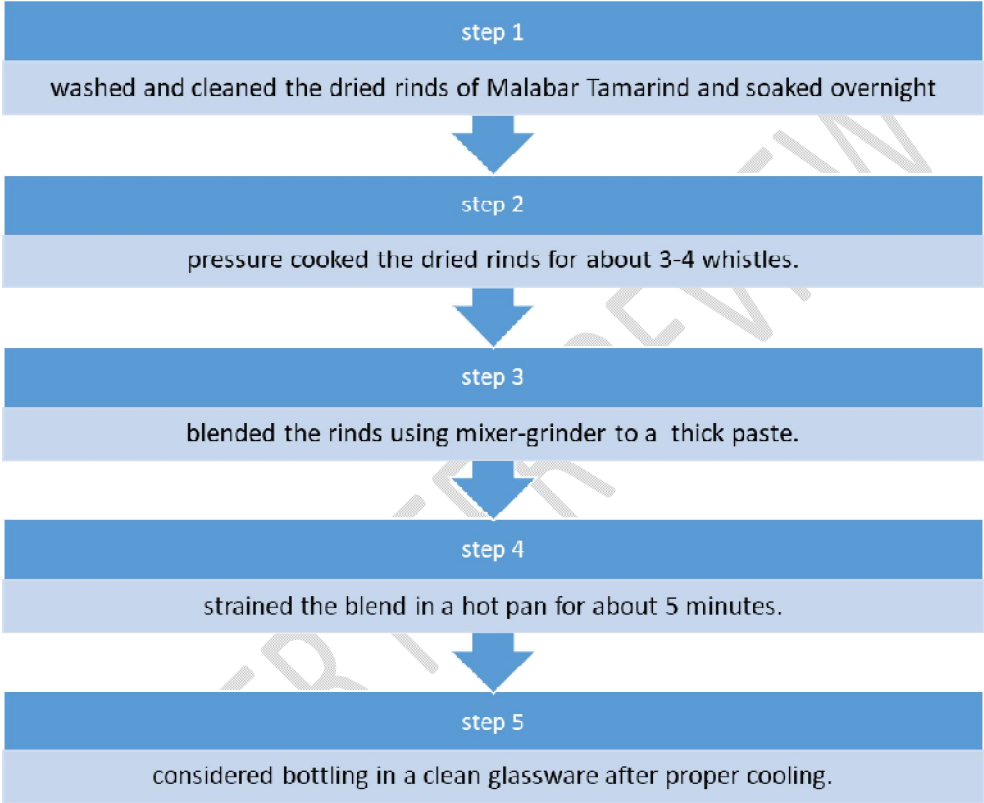 step 1
washed and cleaned the dried rinds of Malabar Tamarind and soaked overnight
step 2
pressure cooked the dried rinds for about 3-4 whistles.
step 3
blended the rinds using mixer-grinder to a thick paste.
step 4
strained the blend in a hot pan for about 5 minutes.
step 5
considered bottling in a clean glassware after proper cooling.